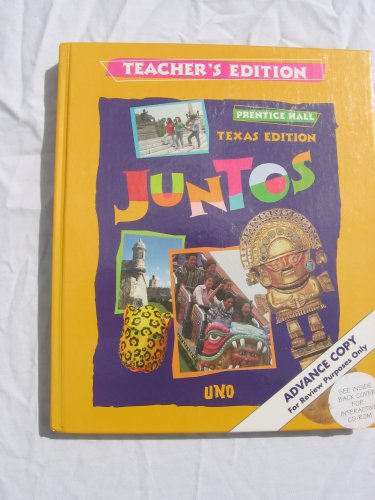 TEACHER'S EDITION
PRENTICE HALL
TEXAS EDITION
JUNTOS
UNO
ADVANCE COPY
For Review Purposes Only
SEE INSIDE
BACK COVER
FOR
INTERACTIVE
CD-ROM